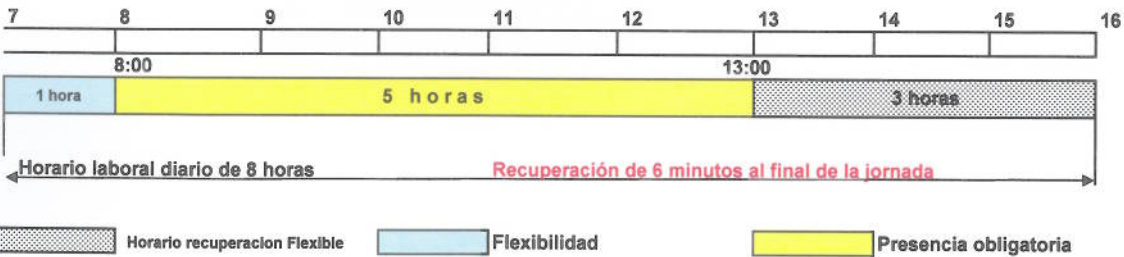 7 8 9 10 11 12 13 14 15 16
8:00 13:00
1 hora 5 horas 3 horas
Horario laboral diario de 8 horas Recuperación de 6 minutos al final de la jornada
Horario recuperacion Flexible Flexibilidad Presencia obligatoria